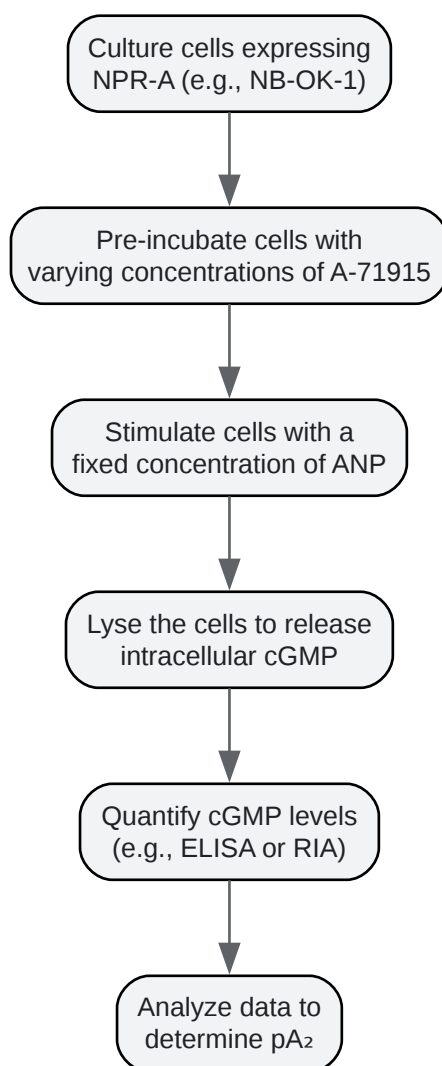 Culture cells expressing
NPR-A (e.g., NB-OK-1)
Pre-incubate cells with
varying concentrations of A-71915
Stimulate cells with a
fixed concentration of ANP
Lyse the cells to release
intracellular cGMP
Quantify cGMP levels
(e.g., ELISA or RIA)
Analyze data to
determine pA₂